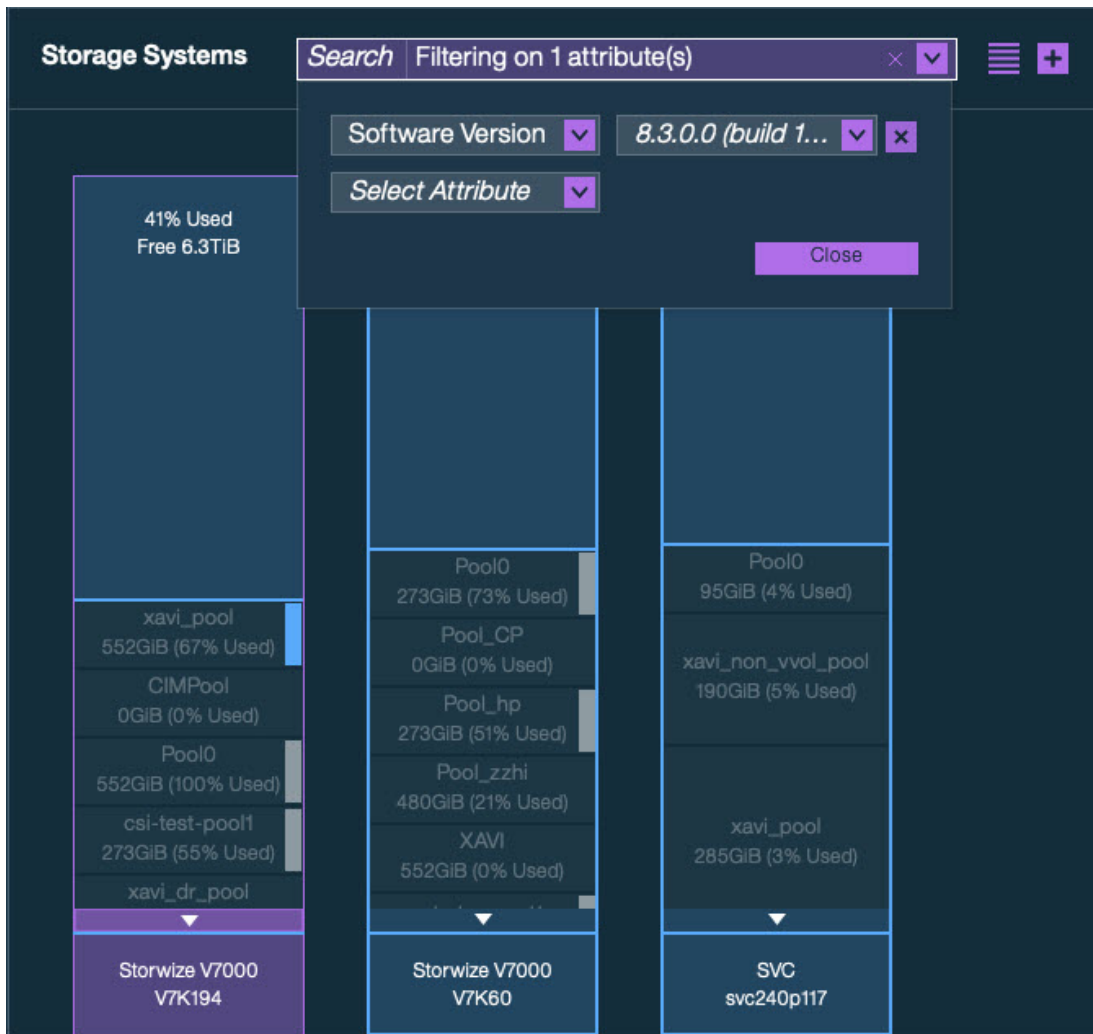 Storage Systems
Search Filtering on 1 attribute(s)
Software Version 8.3.0.0 (build 1...
Select Attribute
Close
41% Used
Free 6.3TiB
xavi_pool
552GiB (67% Used)
CIMPool
0GiB (0% Used)
Pool0
552GiB (100% Used)
csi-test-pool1
273GiB (55% Used)
xavi_dr_pool
Storwize V7000
V7K194
Pool0
273GiB (73% Used)
Pool_CP
0GiB (0% Used)
Pool_hp
273GiB (51% Used)
Pool_zzhi
480GiB (21% Used)
XAVI
552GiB (0% Used)
Storwize V7000
V7K60
Pool0
95GiB (4% Used)
xavi_non_vvol_pool
190GiB (5% Used)
xavi_pool
285GiB (3% Used)
SVC
svc240p117